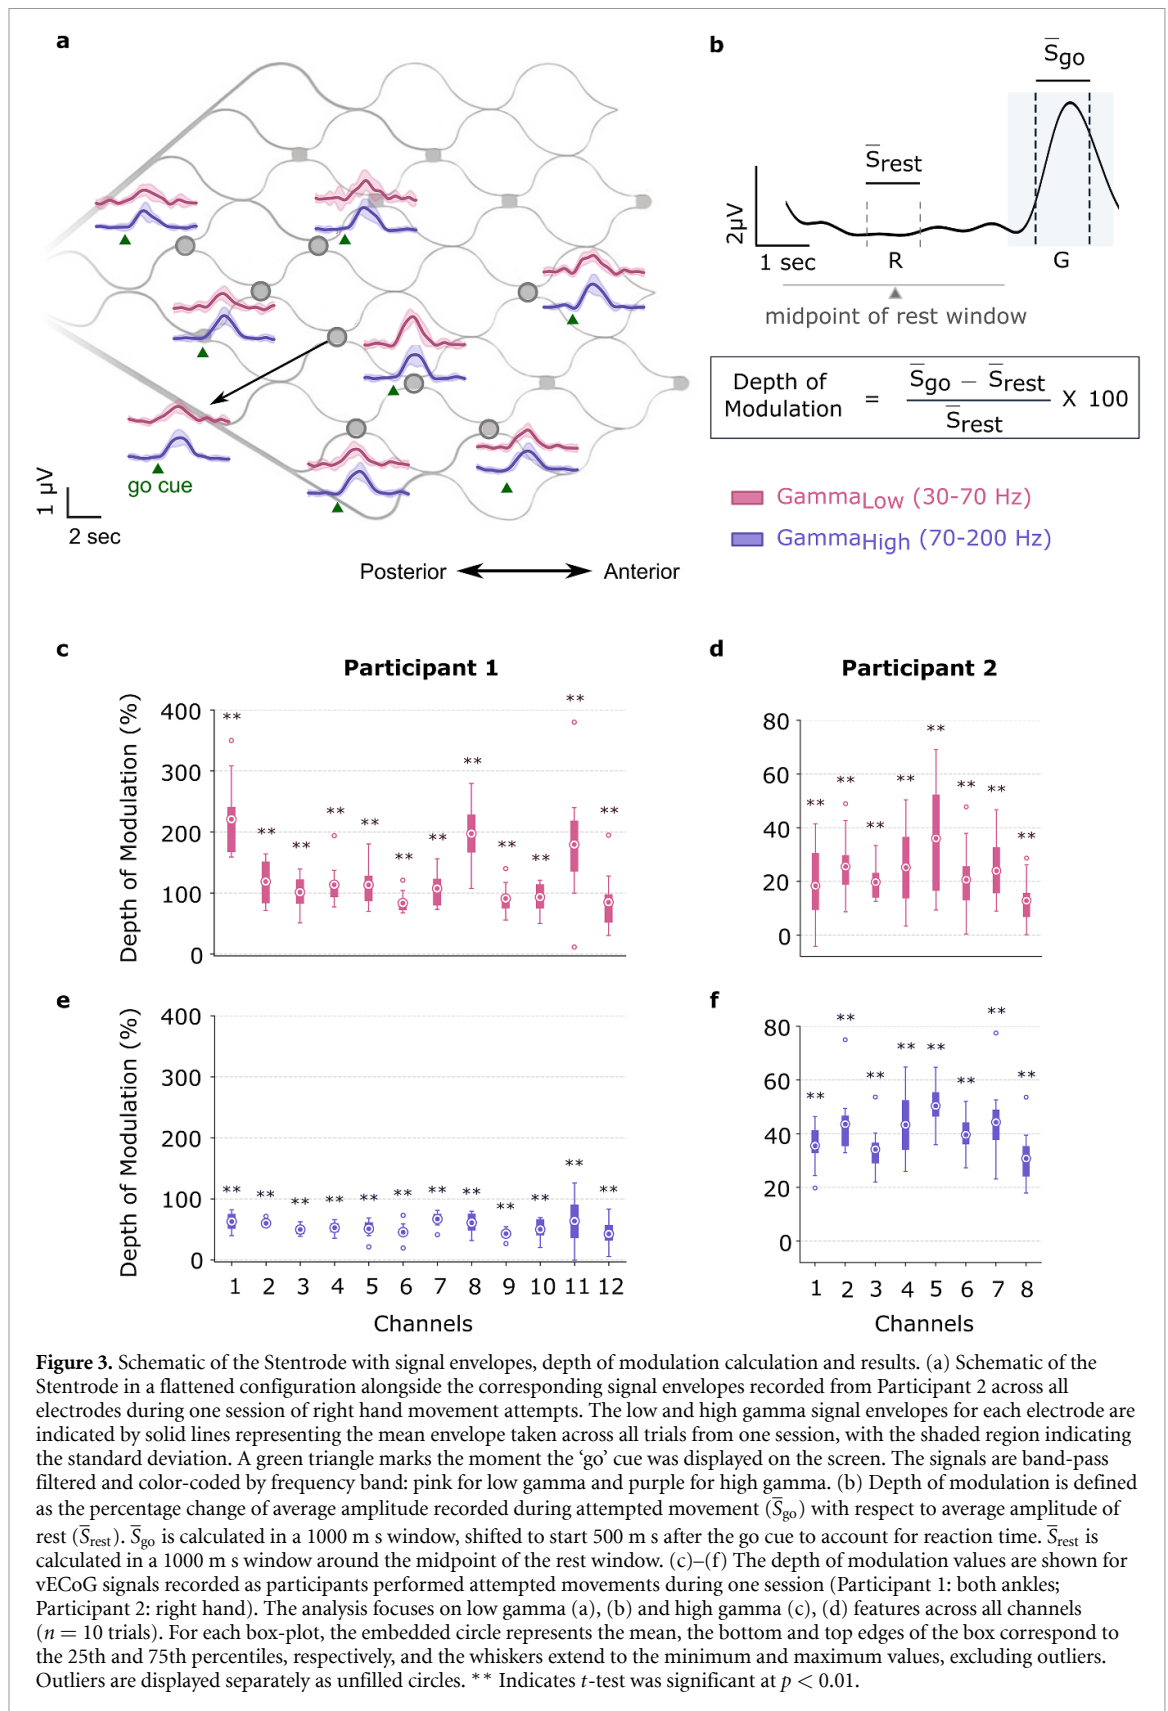 a
go cue
1 μV
2 sec
Posterior
Anterior
b
S̅go
S̅rest
2μV
1 sec
R
G
midpoint of rest window
Depth of Modulation = S̅go − S̅rest / S̅rest X 100
GammaLow (30-70 Hz)
GammaHigh (70-200 Hz)
c
Participant 1
Depth of Modulation (%)
400
300
200
100
0
** ** ** ** ** ** ** ** ** ** ** **
d
Participant 2
80
60
40
20
0
** ** ** ** ** ** ** **
e
Depth of Modulation (%)
400
300
200
100
0
** ** ** ** ** ** ** ** ** ** ** **
1 2 3 4 5 6 7 8 9 10 11 12
Channels
f
80
60
40
20
0
** ** ** ** ** ** ** **
1 2 3 4 5 6 7 8
Channels
Figure 3. Schematic of the Stentrode with signal envelopes, depth of modulation calculation and results. (a) Schematic of the
Stentrode in a flattened configuration alongside the corresponding signal envelopes recorded from Participant 2 across all
electrodes during one session of right hand movement attempts. The low and high gamma signal envelopes for each electrode are
indicated by solid lines representing the mean envelope taken across all trials from one session, with the shaded region indicating
the standard deviation. A green triangle marks the moment the ‘go’ cue was displayed on the screen. The signals are band-pass
filtered and color-coded by frequency band: pink for low gamma and purple for high gamma. (b) Depth of modulation is defined
as the percentage change of average amplitude recorded during attempted movement (S̅go) with respect to average amplitude of
rest (S̅rest). S̅go is calculated in a 1000 m s window, shifted to start 500 m s after the go cue to account for reaction time. S̅rest is
calculated in a 1000 m s window around the midpoint of the rest window. (c)–(f) The depth of modulation values are shown for
vECoG signals recorded as participants performed attempted movements during one session (Participant 1: both ankles;
Participant 2: right hand). The analysis focuses on low gamma (a), (b) and high gamma (c), (d) features across all channels
(n = 10 trials). For each box-plot, the embedded circle represents the mean, the bottom and top edges of the box correspond to
the 25th and 75th percentiles, respectively, and the whiskers extend to the minimum and maximum values, excluding outliers.
Outliers are displayed separately as unfilled circles. ** Indicates t-test was significant at p < 0.01.